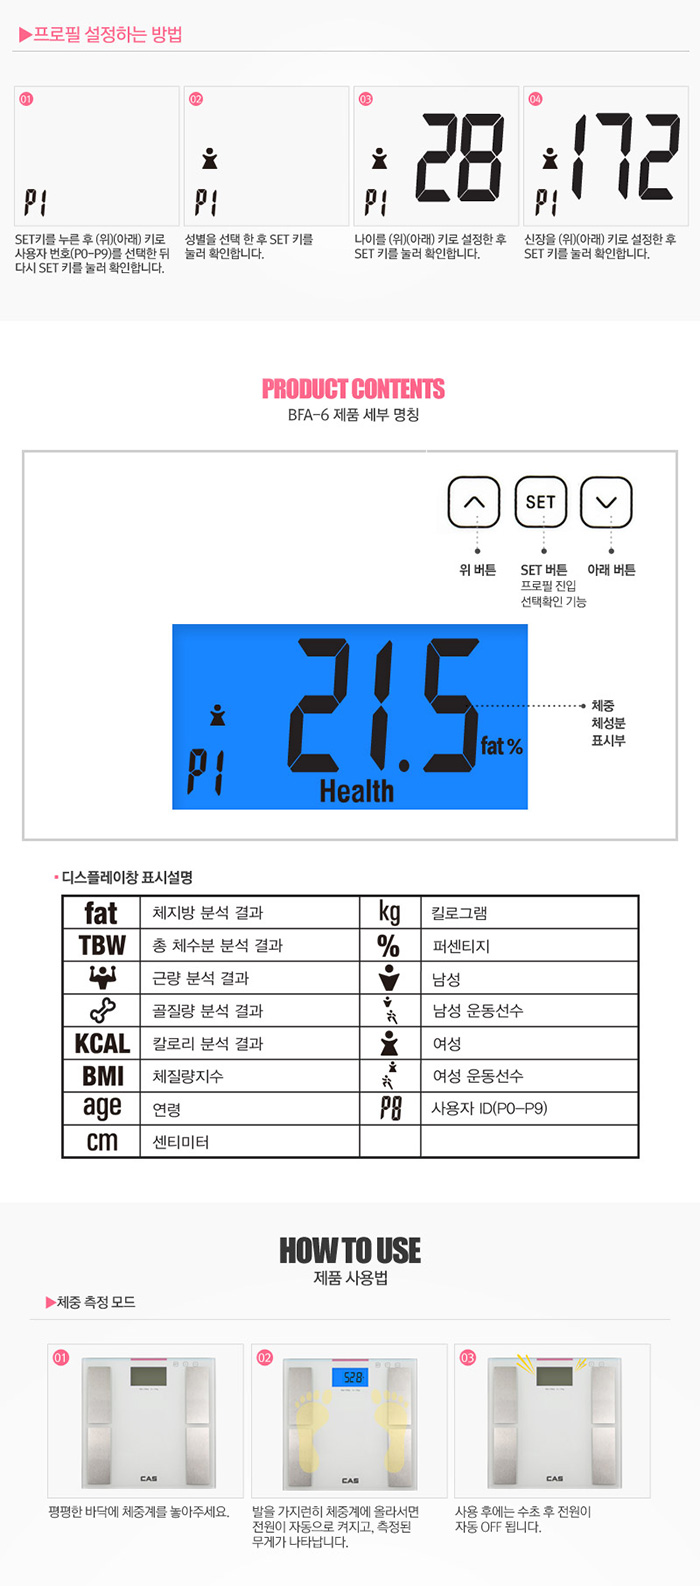 ▶프로필 설정하는 방법
01
P1
SET키를 누른 후 (위)(아래) 키로
사용자 번호(P0-P9)를 선택한 뒤
다시 SET 키를 눌러 확인합니다.
02
P1
성별을 선택 한 후 SET 키를
눌러 확인합니다.
03
28
P1
나이를 (위)(아래) 키로 설정한 후
SET 키를 눌러 확인합니다.
04
172
P1
신장을 (위)(아래) 키로 설정한 후
SET 키를 눌러 확인합니다.
PRODUCT CONTENTS
BFA-6 제품 세부 명칭
SET
위 버튼
SET 버튼
프로필 진입
선택확인 기능
아래 버튼
21.5
fat %
P1
Health
체중
체성분
표시부
디스플레이창 표시설명
fat 체지방 분석 결과 kg 킬로그램
TBW 총 체수분 분석 결과 % 퍼센티지
근량 분석 결과 남성
골질량 분석 결과 남성 운동선수
KCAL 칼로리 분석 결과 여성
BMI 체질량지수 여성 운동선수
age 연령 P8 사용자 ID(P0-P9)
cm 센티미터
HOW TO USE
제품 사용법
▶체중 측정 모드
01
CAS
평평한 바닥에 체중계를 놓아주세요.
02
528
CAS
발을 가지런히 체중계에 올라서면
전원이 자동으로 켜지고, 측정된
무게가 나타납니다.
03
CAS
사용 후에는 수초 후 전원이
자동 OFF 됩니다.